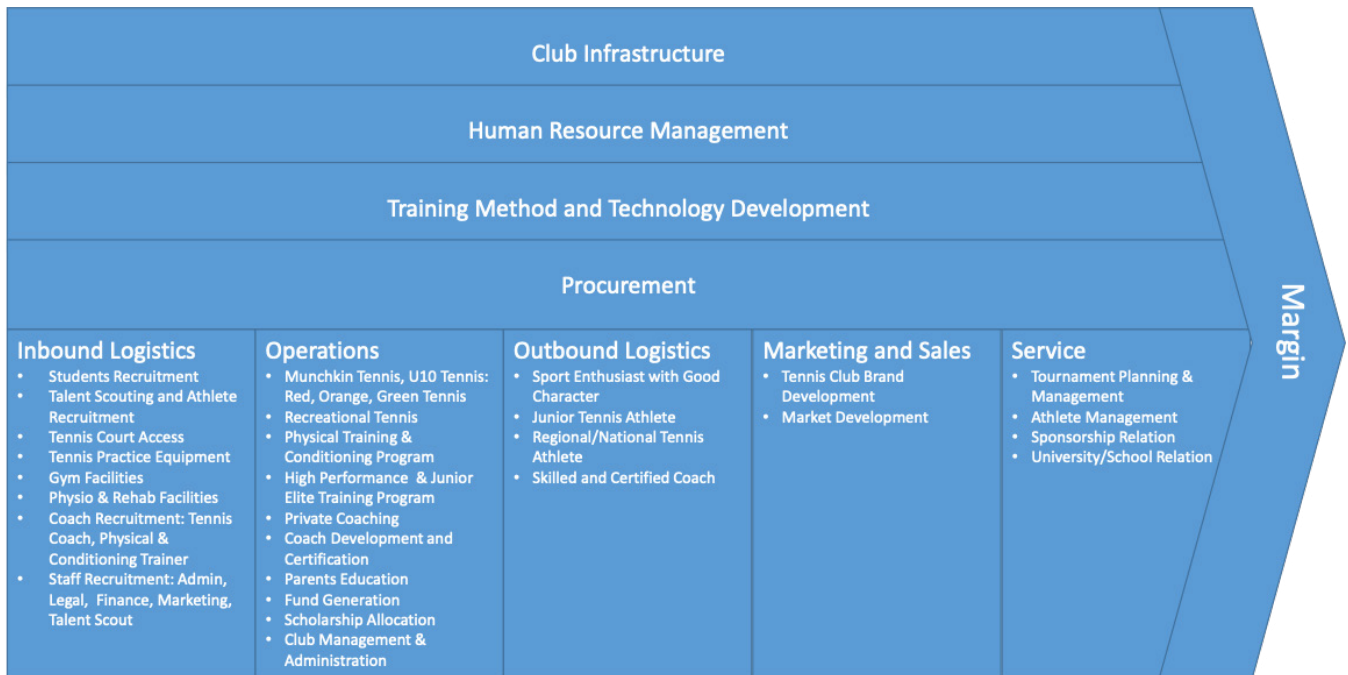 Club Infrastructure
Human Resource Management
Training Method and Technology Development
Procurement
Margin
Inbound Logistics
• Students Recruitment
• Talent Scouting and Athlete
Recruitment
• Tennis Court Access
• Tennis Practice Equipment
• Gym Facilities
• Physio & Rehab Facilities
• Coach Recruitment: Tennis
Coach, Physical &
Conditioning Trainer
• Staff Recruitment: Admin,
Legal, Finance, Marketing,
Talent Scout
Operations
• Munchkin Tennis, U10 Tennis:
Red, Orange, Green Tennis
• Recreational Tennis
• Physical Training &
Conditioning Program
• High Performance & Junior
Elite Training Program
• Private Coaching
• Coach Development and
Certification
• Parents Education
• Fund Generation
• Scholarship Allocation
• Club Management &
Administration
Outbound Logistics
• Sport Enthusiast with Good
Character
• Junior Tennis Athlete
• Regional/National Tennis
Athlete
• Skilled and Certified Coach
Marketing and Sales
• Tennis Club Brand
Development
• Market Development
Service
• Tournament Planning &
Management
• Athlete Management
• Sponsorship Relation
• University/School Relation